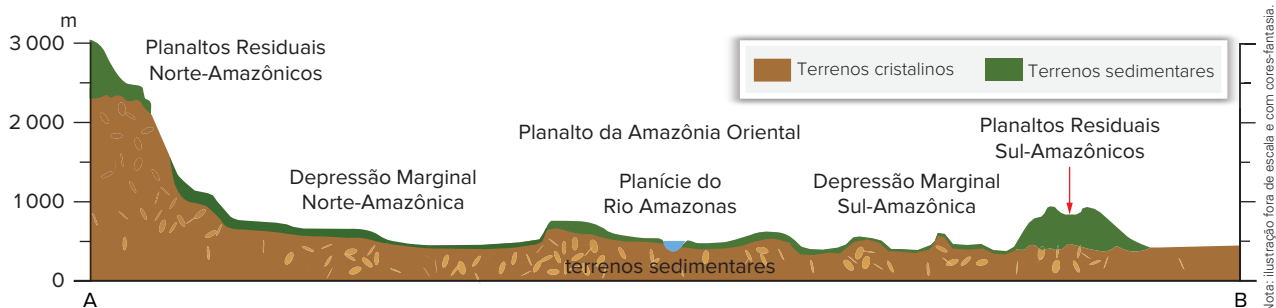 m
3 000
2 000
1 000
0
Planaltos Residuais
Norte-Amazônicos
Terrenos cristalinos
Terrenos sedimentares
Planalto da Amazônia Oriental
Planaltos Residuais
Sul-Amazônicos
Depressão Marginal
Norte-Amazônica
Planície do
Rio Amazonas
Depressão Marginal
Sul-Amazônica
terrenos sedimentares
A
B
Nota: ilustração fora de escala e com cores-fantasia.